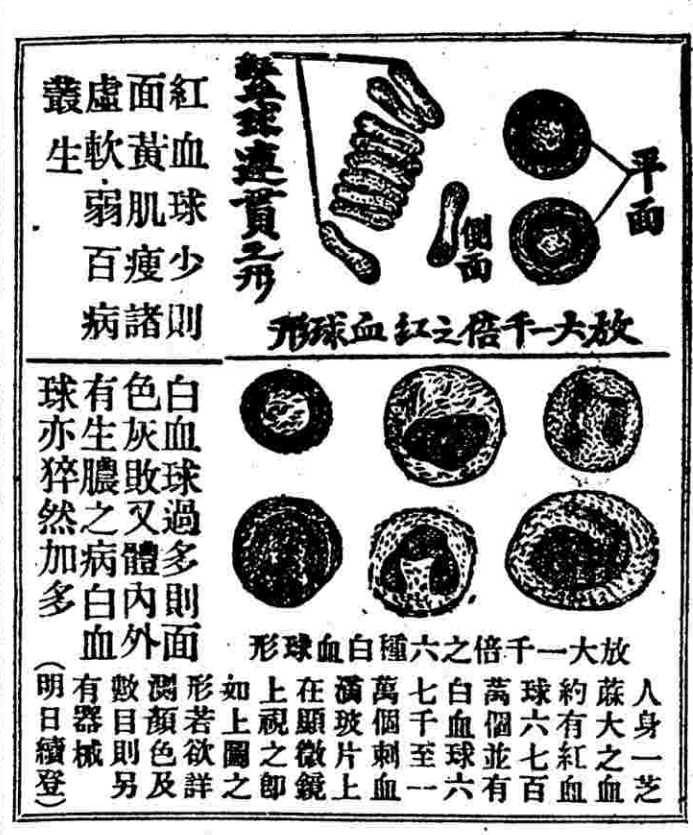 平面
側面
紅血球連貫之形
放大一千倍之紅血球形
紅血球少則
面黃肌瘦諸
虛軟弱百病
叢生
放大一千倍之六種白血球形
白血球過多則面
色灰敗又體內外
有生膿之病白血
球亦猝然加多
人身一芝
蔴大之血
約有紅血
球六七百
萬個並有
白血球六
七千至一
萬個刺血
滿玻片上
在顯微鏡
上視之即
如上圖之
形若欲詳
測顏色及
數目則另
有器械
(明日續登)